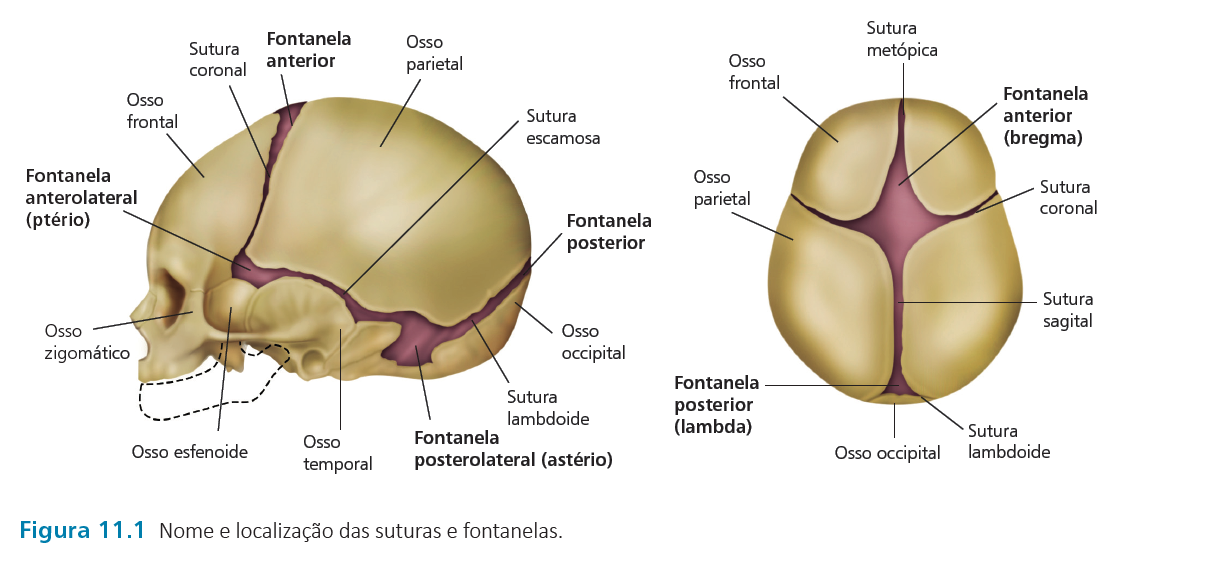 Sutura
coronal
Fontanela
anterior
Osso
parietal
Osso
frontal
Sutura
escamosa
Fontanela
anterolateral
(ptério)
Fontanela
posterior
Osso
zigomático
Osso
occipital
Sutura
lambdoide
Osso esfenoide
Osso
temporal
Fontanela
posterolateral (astério)
Sutura
metópica
Osso
frontal
Fontanela
anterior
(bregma)
Osso
parietal
Sutura
coronal
Sutura
sagital
Fontanela
posterior
(lambda)
Osso occipital
Sutura
lambdoide
Figura 11.1 Nome e localização das suturas e fontanelas.